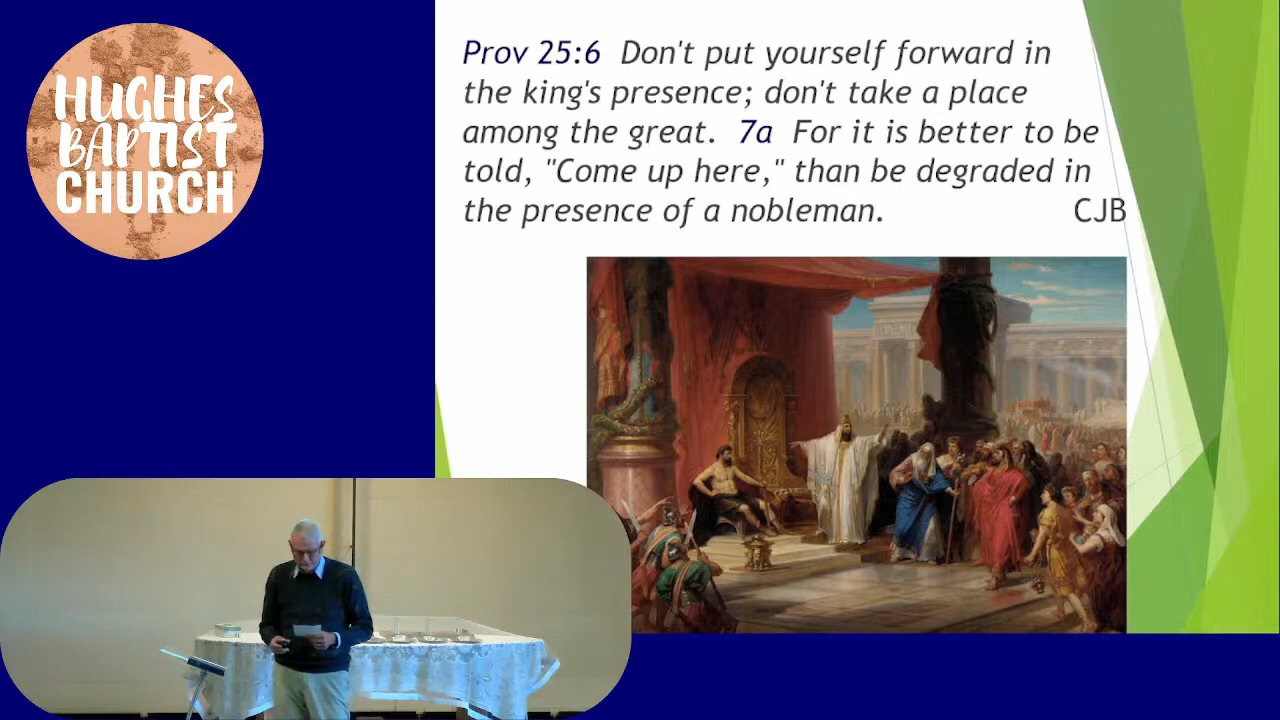 HUGHES
BAPTIST
CHURCH
Prov 25:6 Don't put yourself forward in
the king's presence; don't take a place
among the great. 7a For it is better to be
told, "Come up here," than be degraded in
the presence of a nobleman. CJB